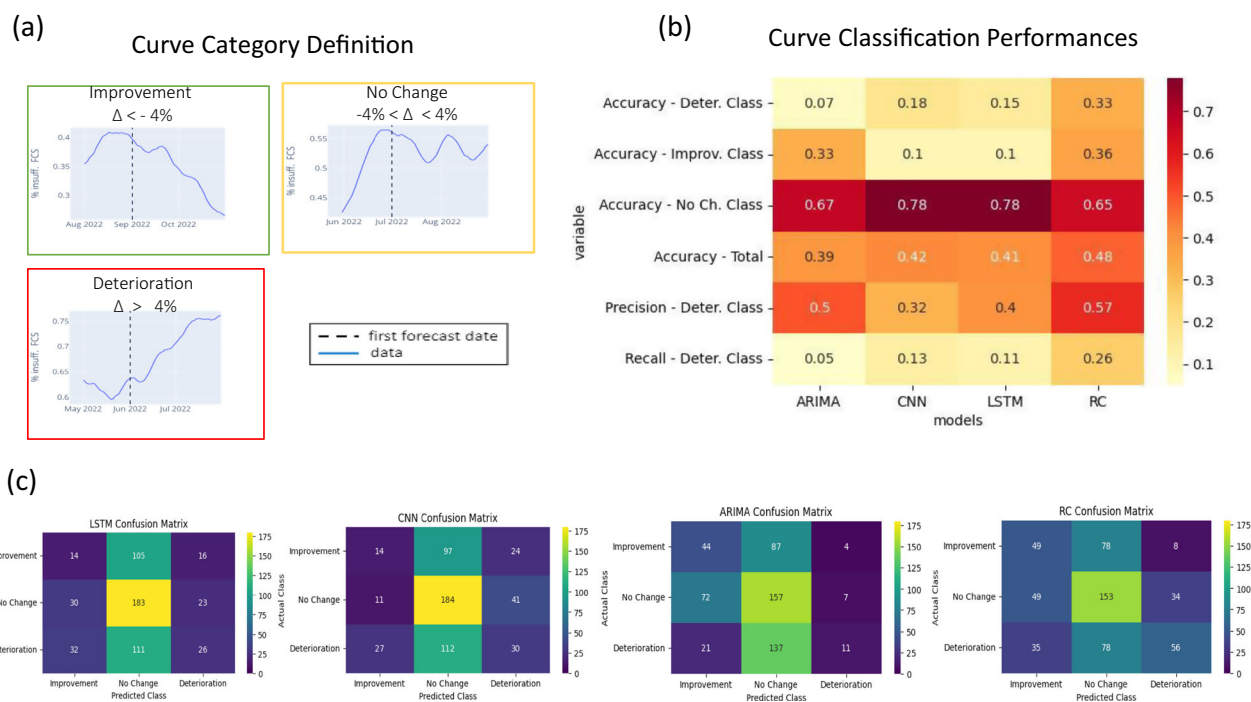 (a)
Curve Category Definition
Improvement
Δ < - 4%
% insuff. FCS
0.4
0.35
0.3
Aug 2022 Sep 2022 Oct 2022
No Change
-4% < Δ < 4%
% insuff. FCS
0.55
0.5
0.45
Jun 2022 Jul 2022 Aug 2022
Deterioration
Δ > 4%
% insuff. FCS
0.75
0.7
0.65
0.6
May 2022 Jun 2022 Jul 2022
first forecast date
data
(b)
Curve Classification Performances
variable
Accuracy - Deter. Class 0.07 0.18 0.15 0.33
Accuracy - Improv. Class 0.33 0.1 0.1 0.36
Accuracy - No Ch. Class 0.67 0.78 0.78 0.65
Accuracy - Total 0.39 0.42 0.41 0.48
Precision - Deter. Class 0.5 0.32 0.4 0.57
Recall - Deter. Class 0.05 0.13 0.11 0.26
ARIMA CNN LSTM RC
models
0.7
0.6
0.5
0.4
0.3
0.2
0.1
(c)
LSTM Confusion Matrix
provement 14 105 16
No Change 30 183 23
terioration 32 111 26
Improvement No Change Deterioration
Predicted Class
175
150
125
100
75
50
25
0
CNN Confusion Matrix
Actual Class
Improvement 14 97 24
No Change 11 184 41
Deterioration 27 112 30
Improvement No Change Deterioration
Predicted Class
175
150
125
100
75
50
25
0
ARIMA Confusion Matrix
Actual Class
Improvement 44 87 4
No Change 72 157 7
Deterioration 21 137 11
Improvement No Change Deterioration
Predicted Class
175
150
125
100
75
50
25
0
RC Confusion Matrix
Actual Class
Improvement 49 78 8
No Change 49 153 34
Deterioration 35 78 56
Improvement No Change Deterioration
Predicted Class
175
150
125
100
75
50
25
0